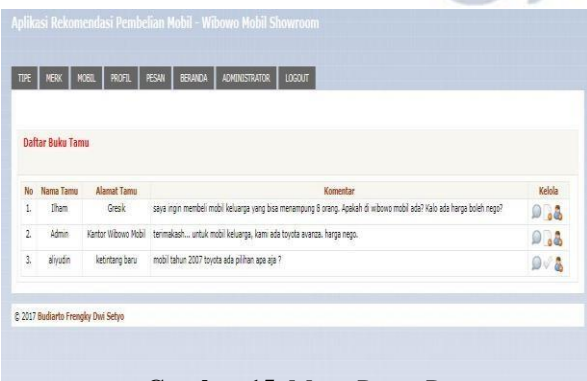 Aplikasi Rekomendasi Pembelian Mobil - Wibowo Mobil Showroom
TIPE MERK MOBIL PROFIL PESAN BERANDA ADMINISTRATOR LOGOUT
Daftar Buku Tamu
No Nama Tamu Alamat Tamu Komentar Kelola
1. Ilham Gresik saya ingin membeli mobil keluarga yang bisa menampung 8 orang. Apakah di wibowo mobil ada? Kalo ada harga boleh nego?
2. Admin Kantor Wibowo Mobil terimakash... untuk mobil keluarga, kami ada toyota avanza. harga nego.
3. aliyudin ketintang baru mobil tahun 2007 toyota ada pilihan apa aja ?
© 2017 Budiarto Frengky Dwi Setyo